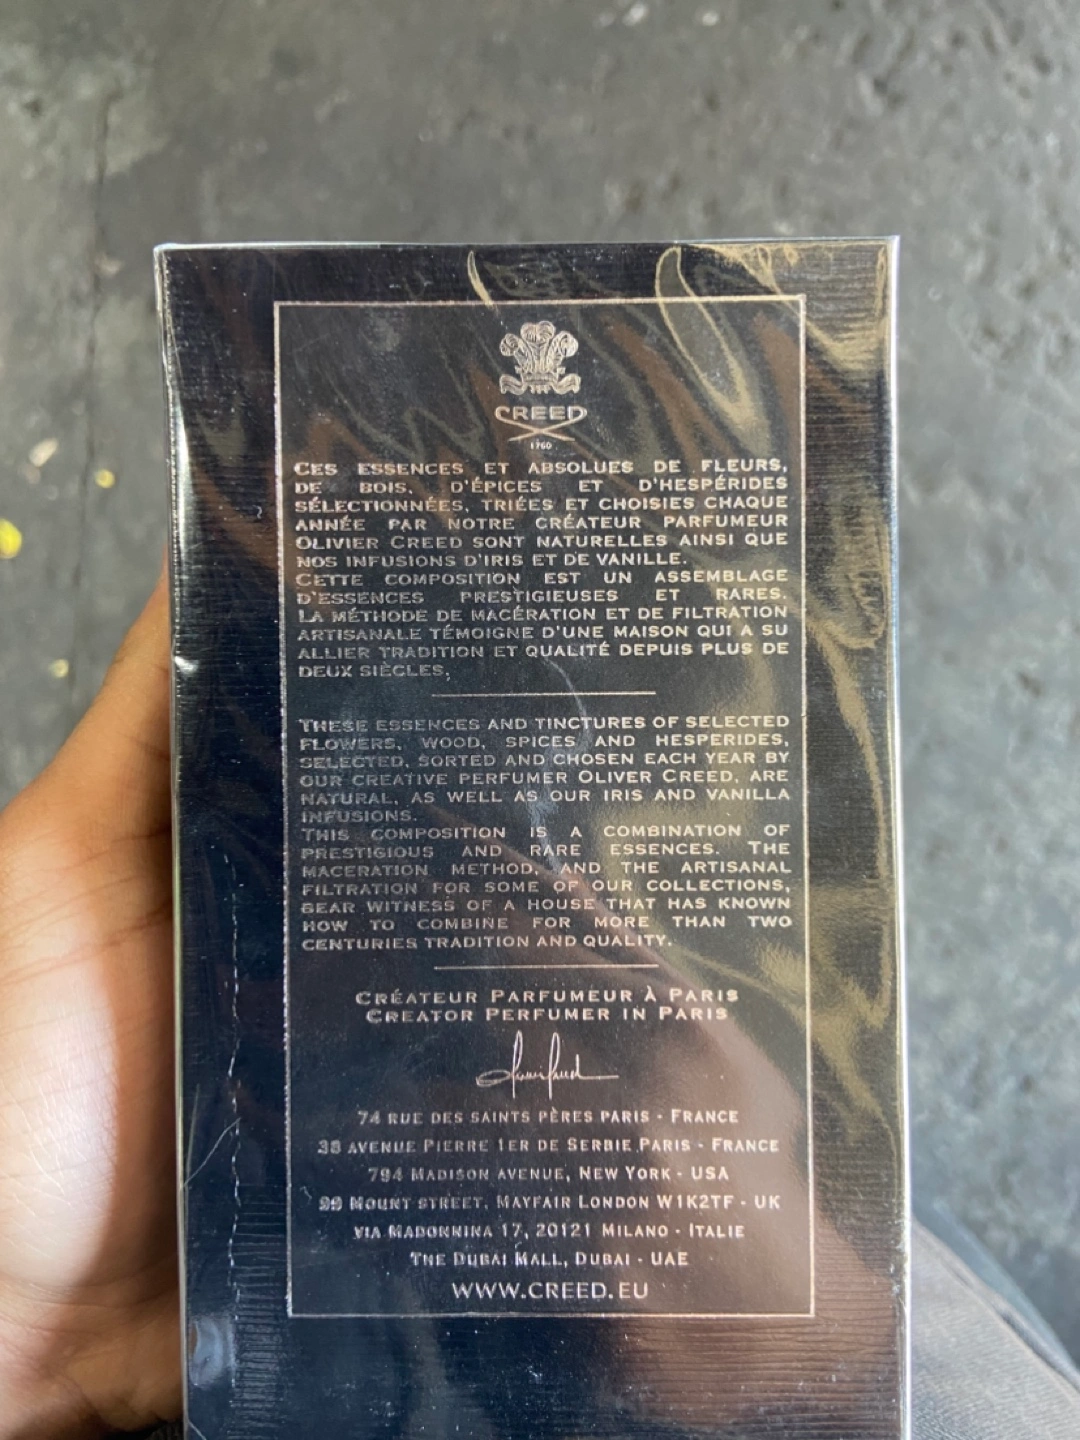 CREED
1760
CES ESSENCES ET ABSOLUES DE FLEURS,
DE BOIS, D'ÉPICES ET D'HESPÉRIDES
SÉLECTIONNÉES, TRIÉES ET CHOISIES CHAQUE
ANNÉE PAR NOTRE CRÉATEUR PARFUMEUR
OLIVIER CREED SONT NATURELLES AINSI QUE
NOS INFUSIONS D'IRIS ET DE VANILLE.
CETTE COMPOSITION EST UN ASSEMBLAGE
D'ESSENCES PRESTIGIEUSES ET RARES.
LA MÉTHODE DE MACÉRATION ET DE FILTRATION
ARTISANALE TÉMOIGNE D'UNE MAISON QUI A SU
ALLIER TRADITION ET QUALITÉ DEPUIS PLUS DE
DEUX SIÈCLES,
THESE ESSENCES AND TINCTURES OF SELECTED
FLOWERS, WOOD, SPICES AND HESPERIDES,
SELECTED, SORTED AND CHOSEN EACH YEAR BY
OUR CREATIVE PERFUMER OLIVER CREED, ARE
NATURAL, AS WELL AS OUR IRIS AND VANILLA
INFUSIONS.
THIS COMPOSITION IS A COMBINATION OF
PRESTIGIOUS AND RARE ESSENCES. THE
MACERATION METHOD, AND THE ARTISANAL
FILTRATION FOR SOME OF OUR COLLECTIONS,
BEAR WITNESS OF A HOUSE THAT HAS KNOWN
HOW TO COMBINE FOR MORE THAN TWO
CENTURIES TRADITION AND QUALITY.
CRÉATEUR PARFUMEUR À PARIS
CREATOR PERFUMER IN PARIS
74 RUE DES SAINTS PÈRES PARIS - FRANCE
38 AVENUE PIERRE 1ER DE SERBIE PARIS - FRANCE
794 MADISON AVENUE, NEW YORK - USA
99 MOUNT STREET, MAYFAIR LONDON W1K2TF - UK
VIA MADONNINA 17, 20121 MILANO - ITALIE
THE DUBAI MALL, DUBAI - UAE
WWW.CREED.EU